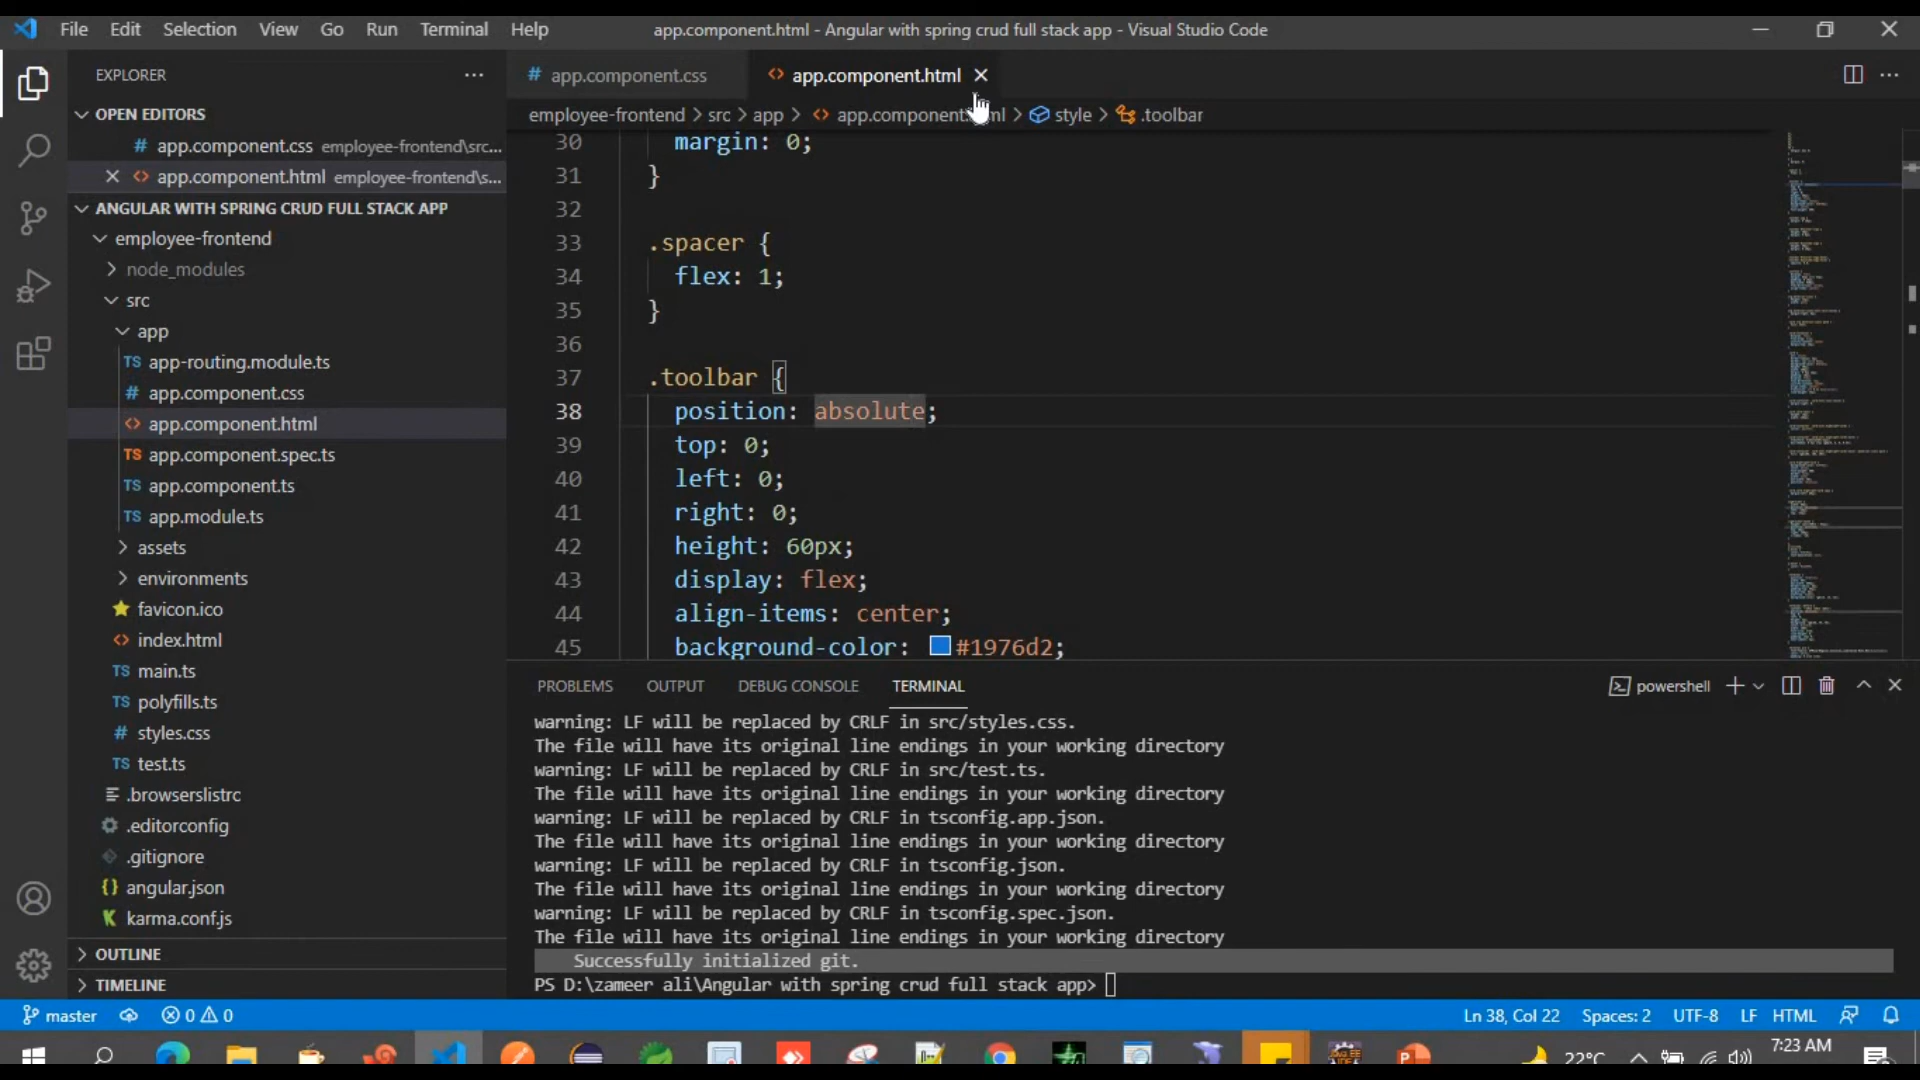 File Edit Selection View Go Run Terminal Help
app.component.html - Angular with spring crud full stack app - Visual Studio Code
EXPLORER
OPEN EDITORS
# app.component.css employee-frontend\src...
app.component.html employee-frontend\s...
ANGULAR WITH SPRING CRUD FULL STACK APP
employee-frontend
node_modules
src
app
TS app-routing.module.ts
# app.component.css
<> app.component.html
TS app.component.spec.ts
TS app.component.ts
TS app.module.ts
assets
environments
favicon.ico
<> index.html
TS main.ts
TS polyfills.ts
# styles.css
TS test.ts
.browserslistrc
.editorconfig
.gitignore
{} angular.json
K karma.conf.js
OUTLINE
TIMELINE
# app.component.css
<> app.component.html
employee-frontend > src > app > <> app.component.html > style > .toolbar
30 margin: 0;
31 }
32
33 .spacer {
34 flex: 1;
35 }
36
37 .toolbar {
38 position: absolute;
39 top: 0;
40 left: 0;
41 right: 0;
42 height: 60px;
43 display: flex;
44 align-items: center;
45 background-color: #1976d2;
PROBLEMS OUTPUT DEBUG CONSOLE TERMINAL
powershell
warning: LF will be replaced by CRLF in src/styles.css.
The file will have its original line endings in your working directory
warning: LF will be replaced by CRLF in src/test.ts.
The file will have its original line endings in your working directory
warning: LF will be replaced by CRLF in tsconfig.app.json.
The file will have its original line endings in your working directory
warning: LF will be replaced by CRLF in tsconfig.json.
The file will have its original line endings in your working directory
warning: LF will be replaced by CRLF in tsconfig.spec.json.
The file will have its original line endings in your working directory
Successfully initialized git.
PS D:\zameer ali\Angular with spring crud full stack app>
master 0 0
Ln 38, Col 22 Spaces: 2 UTF-8 LF HTML
22°C
7:23 AM